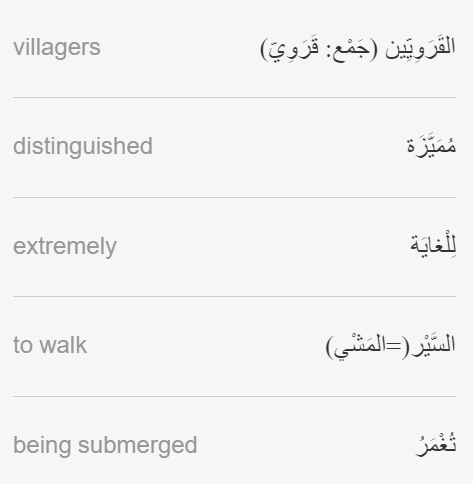 villagers القَرَوِيِّين (جَمْع: قَرَوِيّ)
distinguished مُمَيَّزَة
extremely لِلْغايَة
to walk السَّيْر(=المَشْي)
being submerged تُغْمَرُ